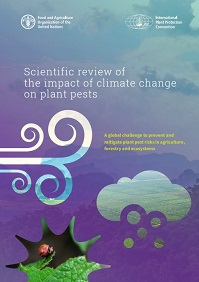 Food and Agriculture
Organization of the
United Nations
International
Plant Protection
Convention
Scientific review of
the impact of climate change
on plant pests
A global challenge to prevent and
mitigate plant pest risks in agriculture,
forestry and ecosystems